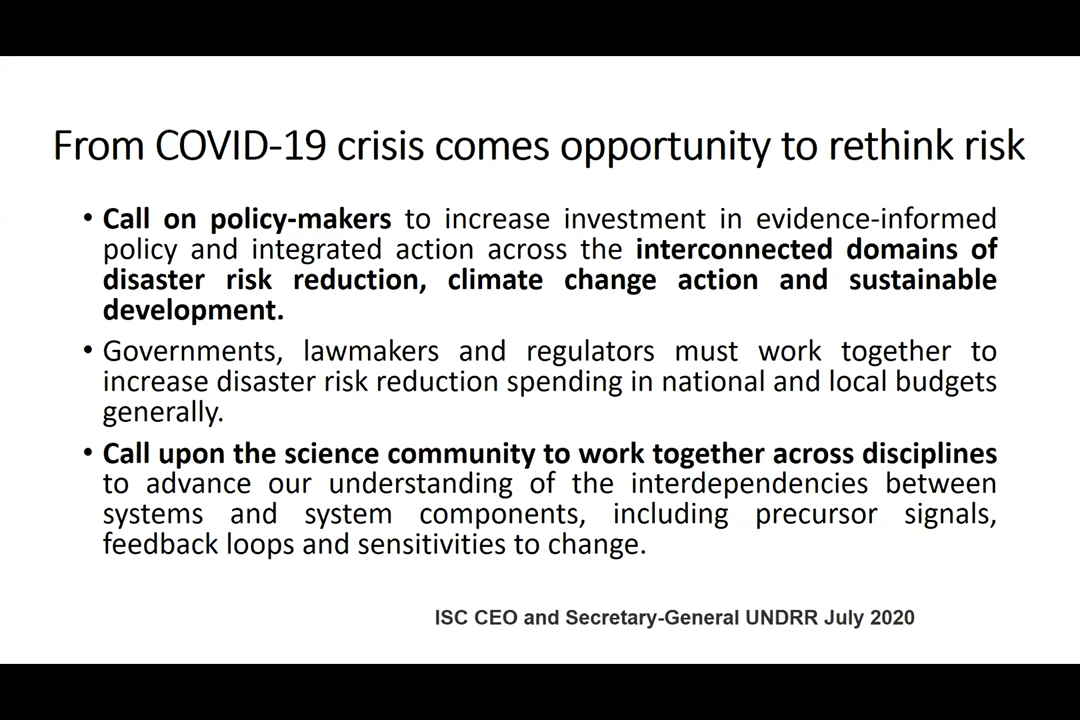 From COVID-19 crisis comes opportunity to rethink risk
• Call on policy-makers to increase investment in evidence-informed
policy and integrated action across the interconnected domains of
disaster risk reduction, climate change action and sustainable
development.
• Governments, lawmakers and regulators must work together to
increase disaster risk reduction spending in national and local budgets
generally.
• Call upon the science community to work together across disciplines
to advance our understanding of the interdependencies between
systems and system components, including precursor signals,
feedback loops and sensitivities to change.
ISC CEO and Secretary-General UNDRR July 2020